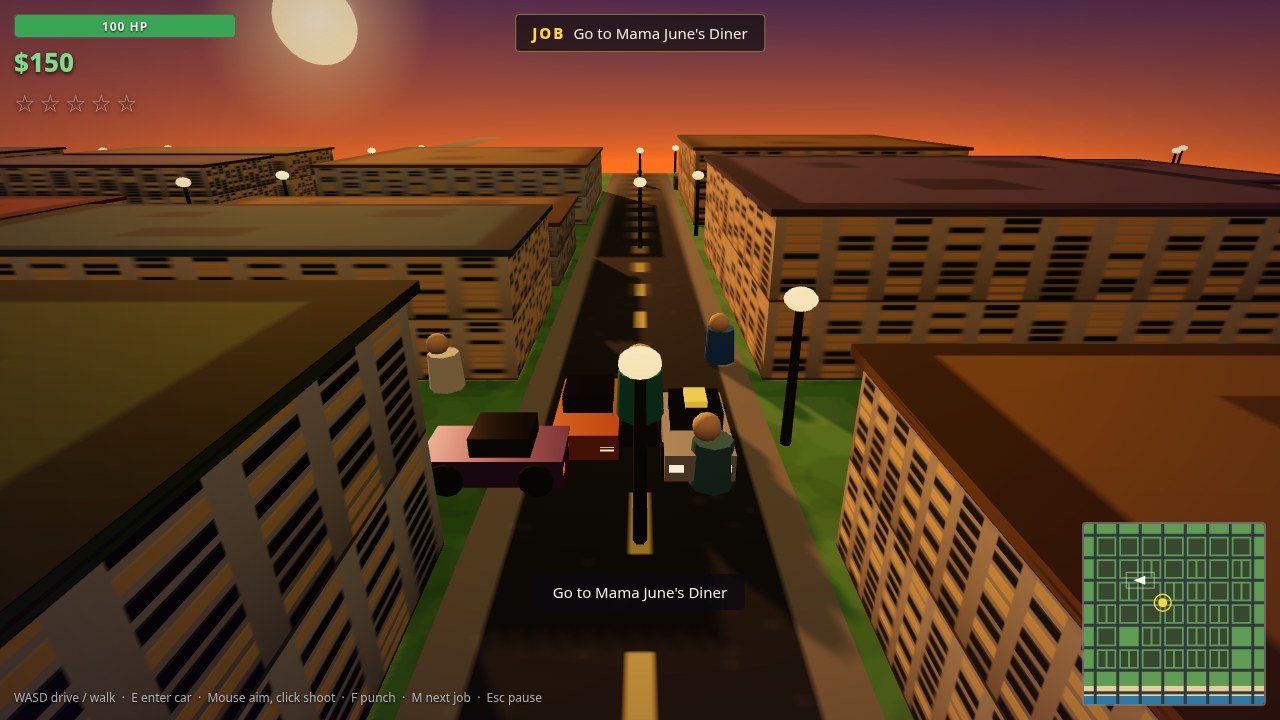 100 HP
JOB Go to Mama June's Diner
$150
Go to Mama June's Diner
WASD drive / walk · E enter car · Mouse aim, click shoot · F punch · M next job · Esc pause